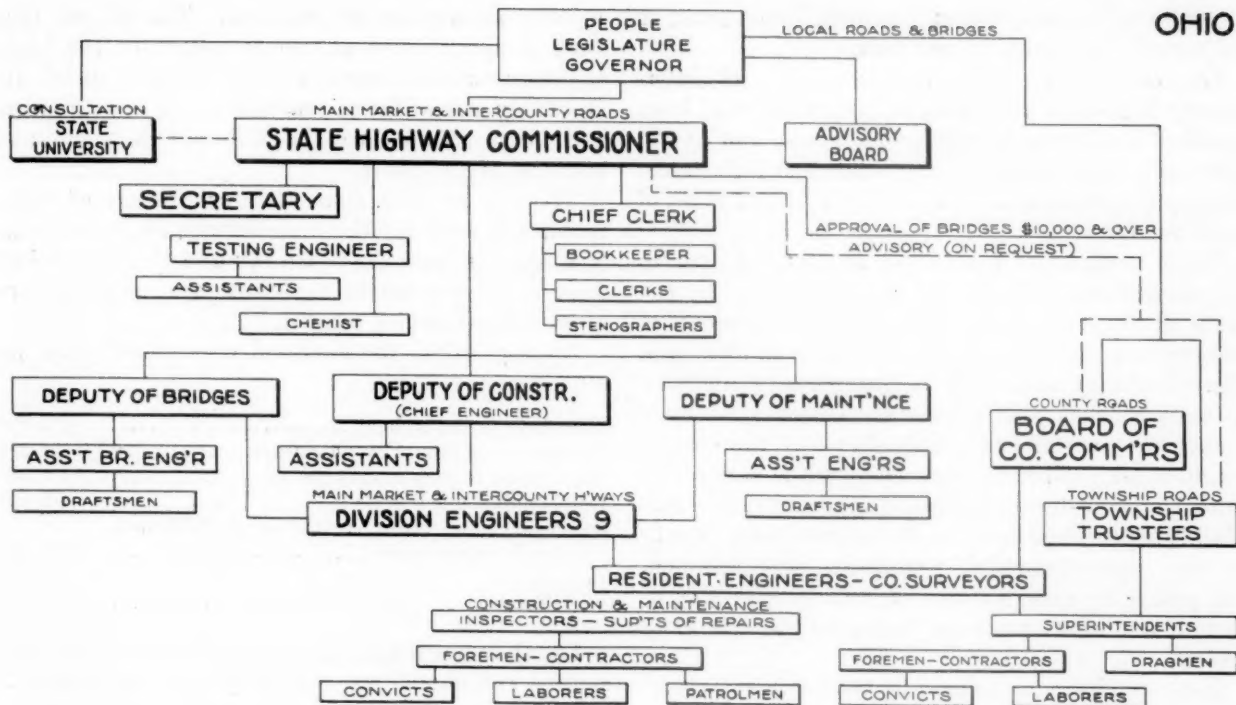 OHIO
PEOPLE
LEGISLATURE
GOVERNOR
LOCAL ROADS & BRIDGES
CONSULTATION
STATE
UNIVERSITY
MAIN MARKET & INTERCOUNTY ROADS
STATE HIGHWAY COMMISSIONER
ADVISORY
BOARD
SECRETARY
CHIEF CLERK
TESTING ENGINEER
BOOKKEEPER
ASSISTANTS
CLERKS
CHEMIST
STENOGRAPHERS
APPROVAL OF BRIDGES $10,000 & OVER
ADVISORY (ON REQUEST)
DEPUTY OF BRIDGES
DEPUTY OF CONSTR.
(CHIEF ENGINEER)
DEPUTY OF MAINT'NCE
COUNTY ROADS
BOARD OF
CO. COMM'RS
ASS'T BR. ENG'R
ASSISTANTS
ASS'T ENG'RS
DRAFTSMEN
MAIN MARKET & INTERCOUNTY H'WAYS
DIVISION ENGINEERS 9
DRAFTSMEN
TOWNSHIP ROADS
TOWNSHIP
TRUSTEES
RESIDENT. ENGINEERS - CO. SURVEYORS
CONSTRUCTION & MAINTENANCE
INSPECTORS - SUP'TS OF REPAIRS
SUPERINTENDENTS
FOREMEN - CONTRACTORS
FOREMEN - CONTRACTORS
DRAGMEN
CONVICTS
LABORERS
PATROLMEN
CONVICTS
LABORERS